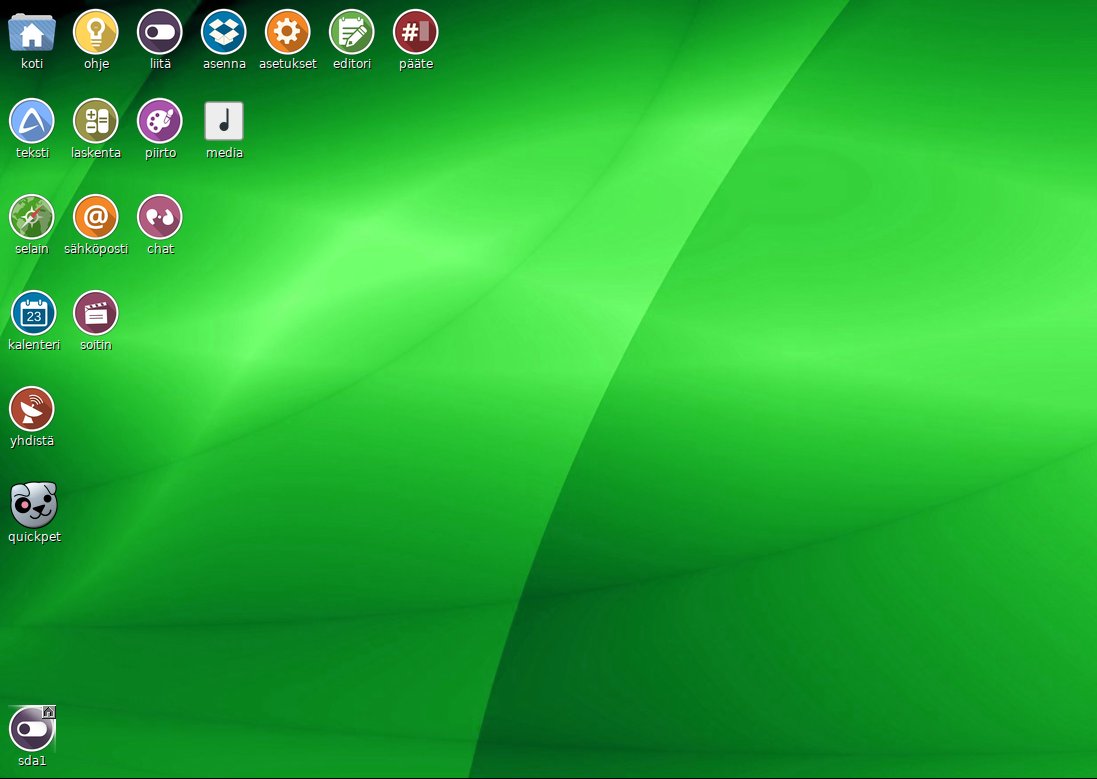 koti ohje liitä asenna asetukset editori pääte
#
teksti laskenta piirto media
@
selain sähköposti chat
23
kalenteri soitin
yhdistä
quickpet
sda1